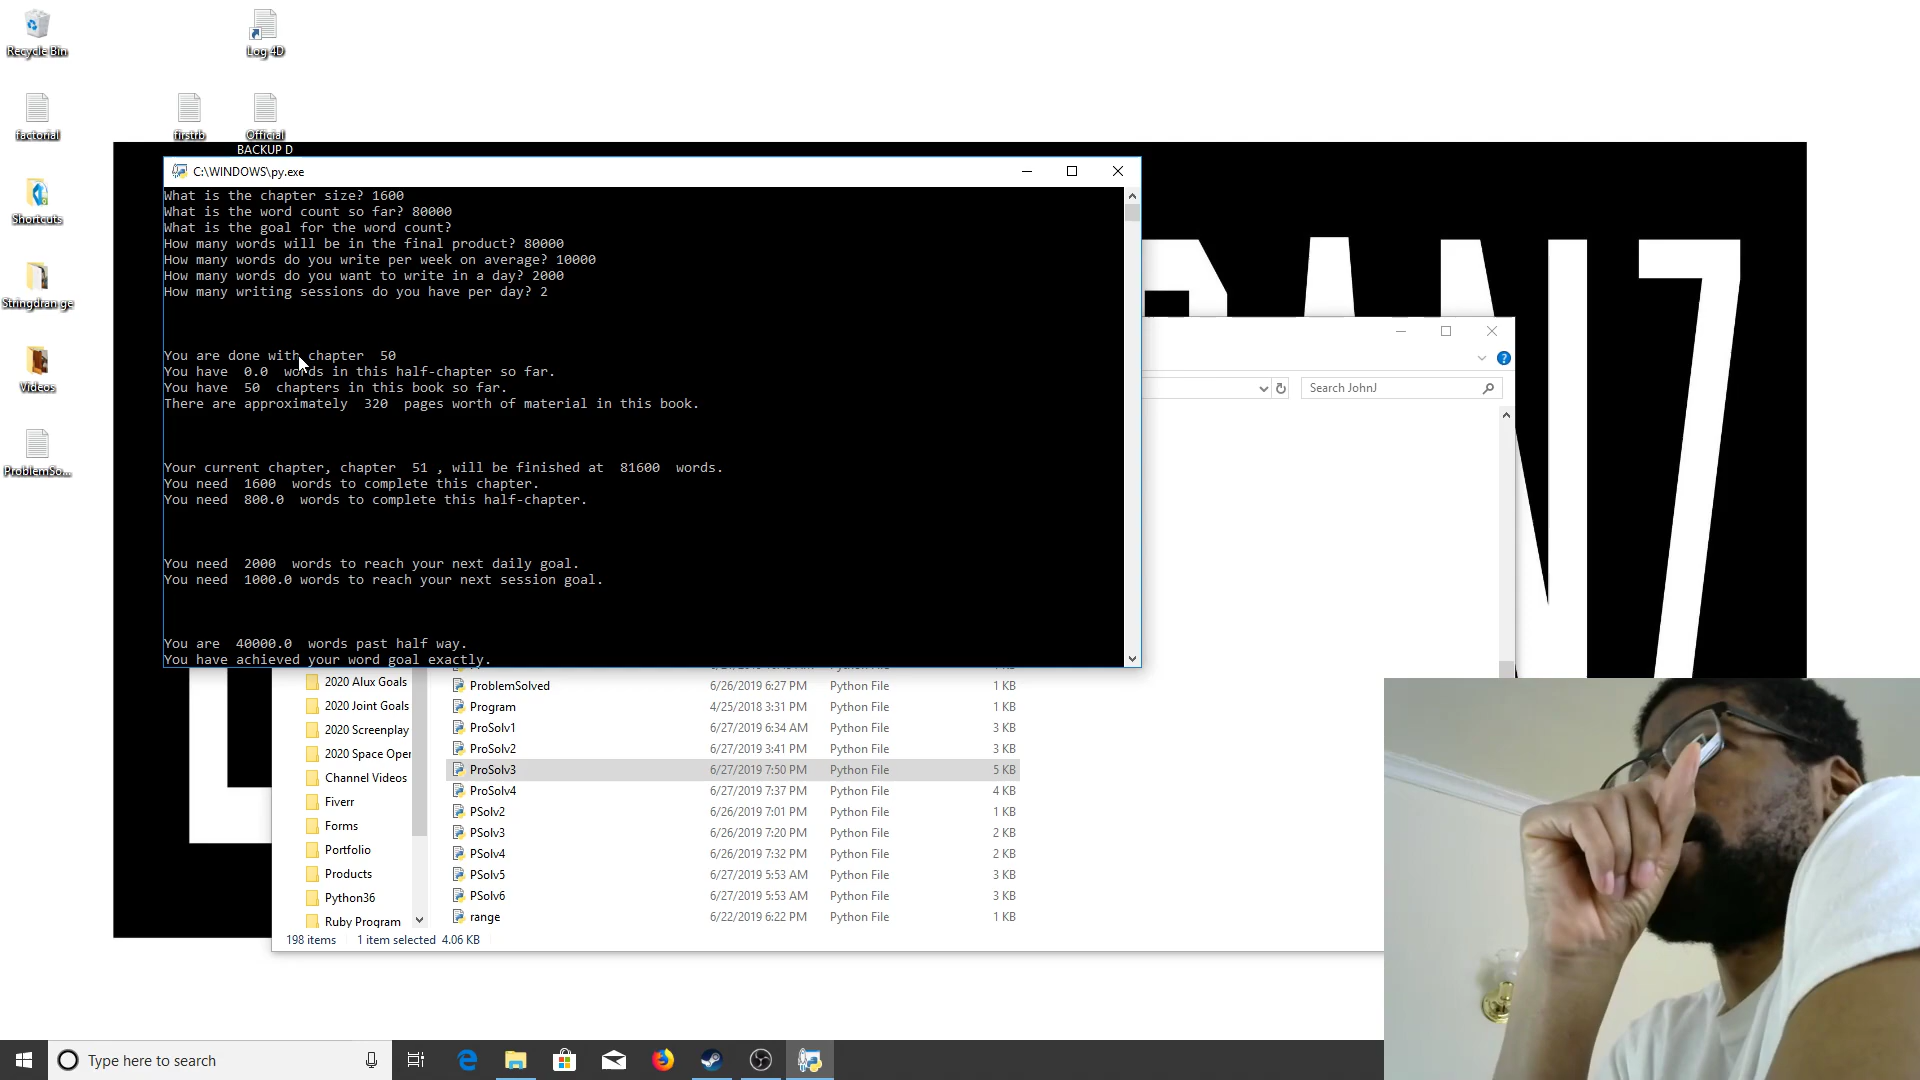 Recycle Bin
Log 4D
factorial
firstrb
Official
BACKUP D
Shortcuts
Stringdran ge
Videos
ProblemSo...
C:\WINDOWS\py.exe
What is the chapter size? 1600
What is the word count so far? 80000
What is the goal for the word count?
How many words will be in the final product? 80000
How many words do you write per week on average? 10000
How many words do you want to write in a day? 2000
How many writing sessions do you have per day? 2
You are done with chapter  50
You have  0.0  words in this half-chapter so far.
You have  50  chapters in this book so far.
There are approximately  320  pages worth of material in this book.
Your current chapter, chapter  51 , will be finished at  81600  words.
You need  1600  words to complete this chapter.
You need  800.0  words to complete this half-chapter.
You need  2000  words to reach your next daily goal.
You need  1000.0 words to reach your next session goal.
You are  40000.0  words past half way.
You have achieved your word goal exactly.
Search JohnJ
2020 Alux Goals
2020 Joint Goals
2020 Screenplay
2020 Space Oper
Channel Videos
Fiverr
Forms
Portfolio
Products
Python36
Ruby Program
ProblemSolved 6/26/2019 6:27 PM Python File 1 KB
Program 4/25/2018 3:31 PM Python File 1 KB
ProSolv1 6/27/2019 6:34 AM Python File 3 KB
ProSolv2 6/27/2019 3:41 PM Python File 3 KB
ProSolv3 6/27/2019 7:50 PM Python File 5 KB
ProSolv4 6/27/2019 7:37 PM Python File 4 KB
PSolv2 6/26/2019 7:01 PM Python File 1 KB
PSolv3 6/26/2019 7:20 PM Python File 2 KB
PSolv4 6/26/2019 7:32 PM Python File 2 KB
PSolv5 6/27/2019 5:53 AM Python File 3 KB
PSolv6 6/27/2019 5:53 AM Python File 3 KB
range 6/22/2019 6:22 PM Python File 1 KB
198 items 1 item selected 4.06 KB
Type here to search